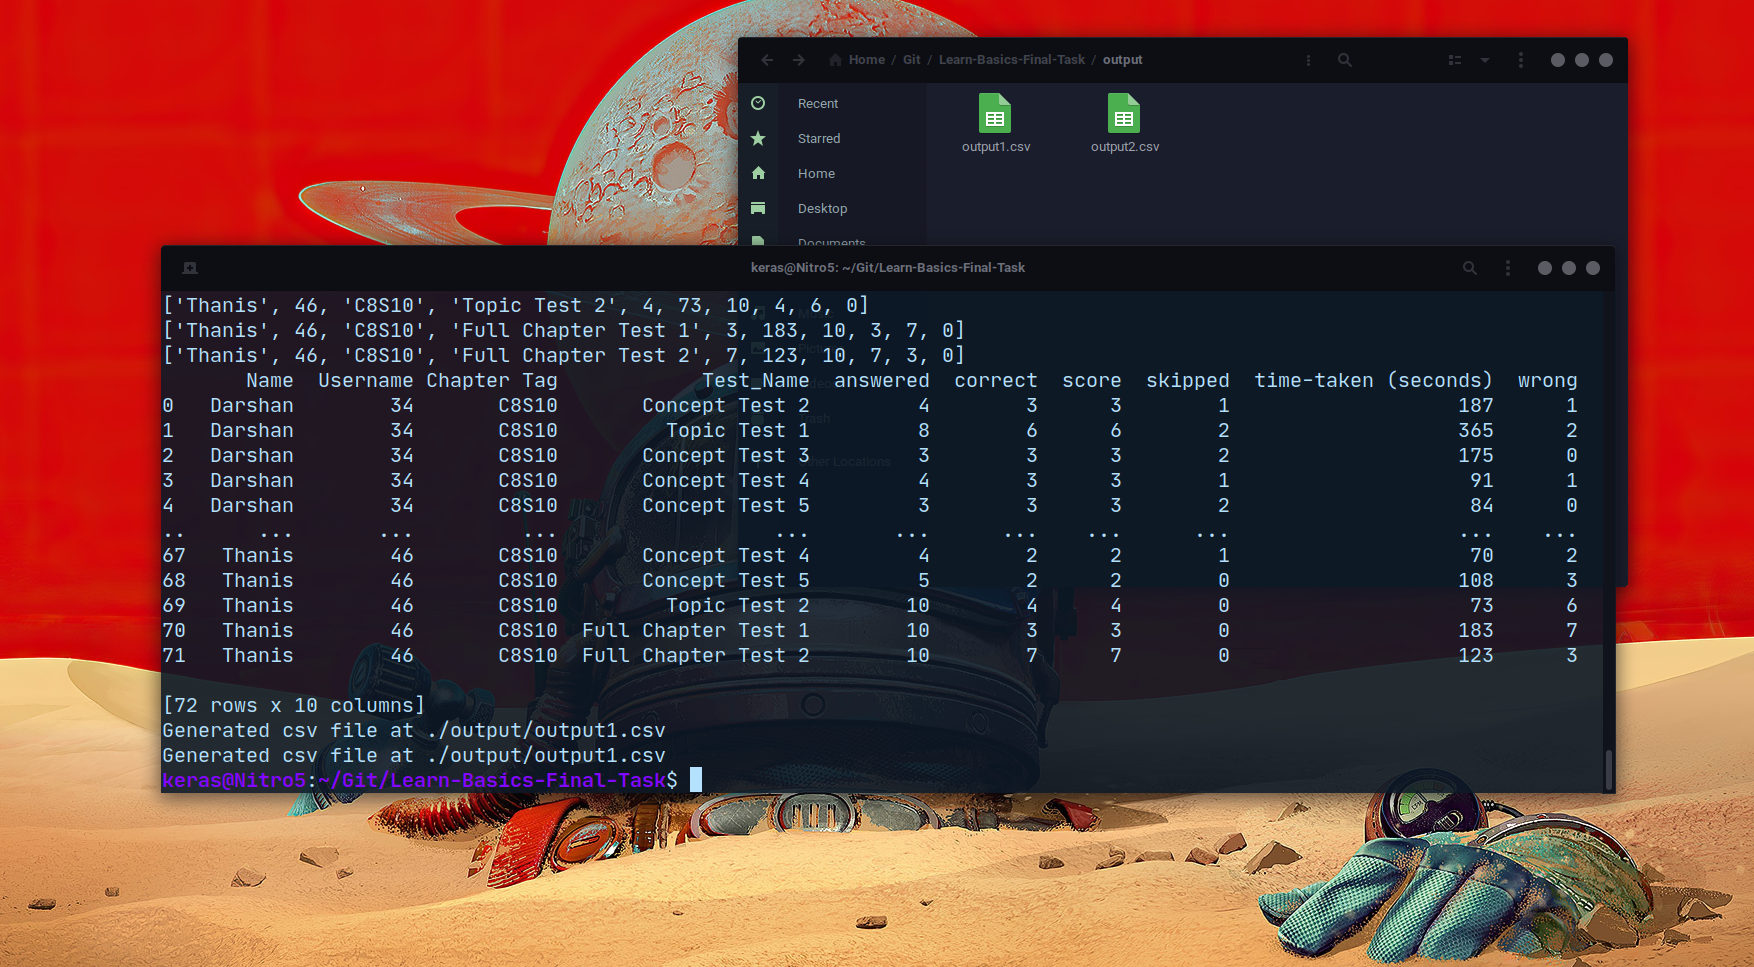 Home / Git / Learn-Basics-Final-Task / output
Recent
Starred
Home
Desktop
Documents
output1.csv
output2.csv
keras@Nitro5: ~/Git/Learn-Basics-Final-Task
['Thanis', 46, 'C8S10', 'Topic Test 2', 4, 73, 10, 4, 6, 0]
['Thanis', 46, 'C8S10', 'Full Chapter Test 1', 3, 183, 10, 3, 7, 0]
['Thanis', 46, 'C8S10', 'Full Chapter Test 2', 7, 123, 10, 7, 3, 0]
Name Username Chapter Tag Test_Name answered correct score skipped time-taken (seconds) wrong
0 Darshan 34 C8S10 Concept Test 2 4 3 3 1 187 1
1 Darshan 34 C8S10 Topic Test 1 8 6 6 2 365 2
2 Darshan 34 C8S10 Concept Test 3 3 3 3 2 175 0
3 Darshan 34 C8S10 Concept Test 4 4 3 3 1 91 1
4 Darshan 34 C8S10 Concept Test 5 3 3 3 2 84 0
.. ... ... ... ... ... ... ... ... ... ...
67 Thanis 46 C8S10 Concept Test 4 4 2 2 1 70 2
68 Thanis 46 C8S10 Concept Test 5 5 2 2 0 108 3
69 Thanis 46 C8S10 Topic Test 2 10 4 4 0 73 6
70 Thanis 46 C8S10 Full Chapter Test 1 10 3 3 0 183 7
71 Thanis 46 C8S10 Full Chapter Test 2 10 7 7 0 123 3
[72 rows x 10 columns]
Generated csv file at ./output/output1.csv
Generated csv file at ./output/output1.csv
keras@Nitro5:~/Git/Learn-Basics-Final-Task$
Other Locations